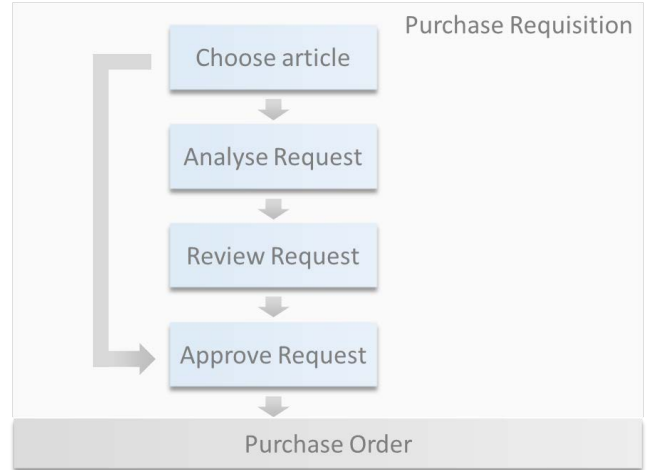 Purchase Requisition
Choose article
Analyse Request
Review Request
Approve Request
Purchase Order